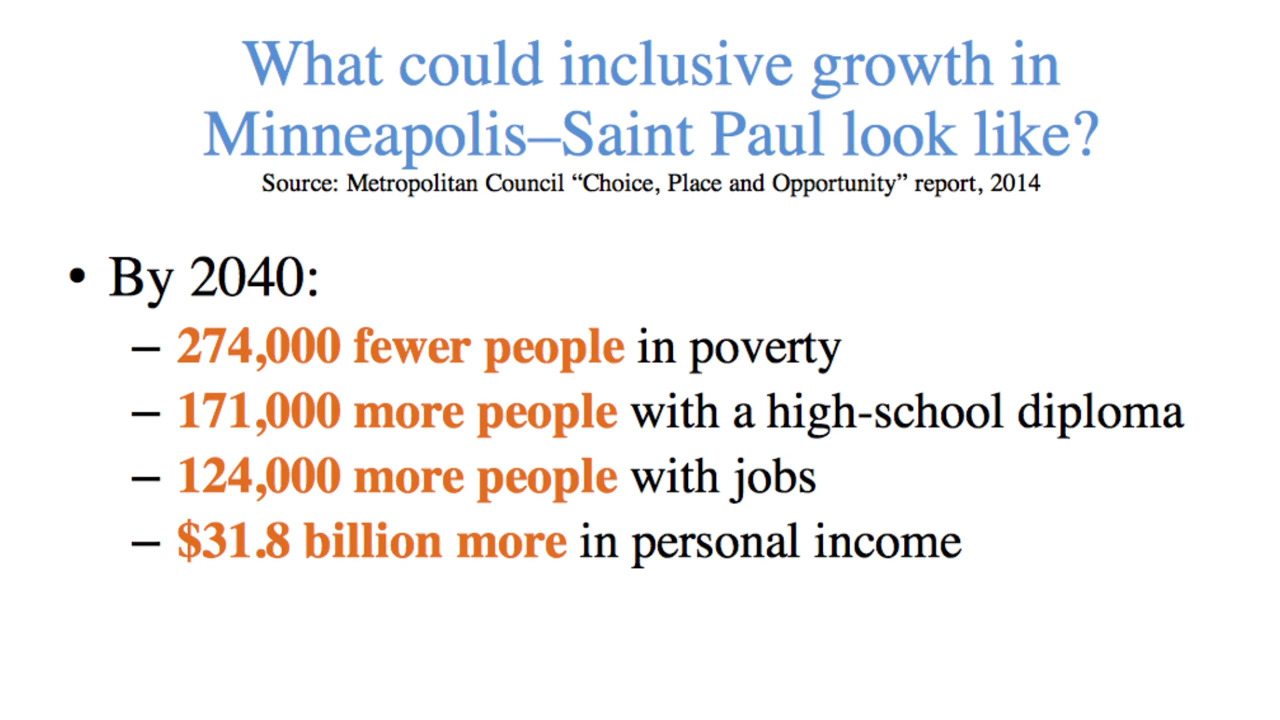 What could inclusive growth in
Minneapolis–Saint Paul look like?
Source: Metropolitan Council “Choice, Place and Opportunity” report, 2014
• By 2040:
– 274,000 fewer people in poverty
– 171,000 more people with a high-school diploma
– 124,000 more people with jobs
– $31.8 billion more in personal income